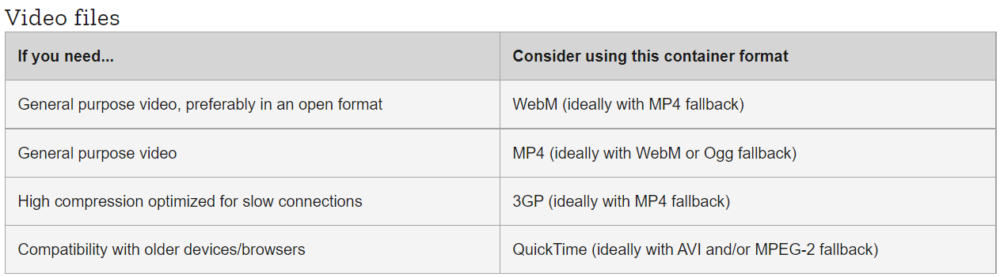 Video files
If you need...
Consider using this container format
General purpose video, preferably in an open format
WebM (ideally with MP4 fallback)
General purpose video
MP4 (ideally with WebM or Ogg fallback)
High compression optimized for slow connections
3GP (ideally with MP4 fallback)
Compatibility with older devices/browsers
QuickTime (ideally with AVI and/or MPEG-2 fallback)